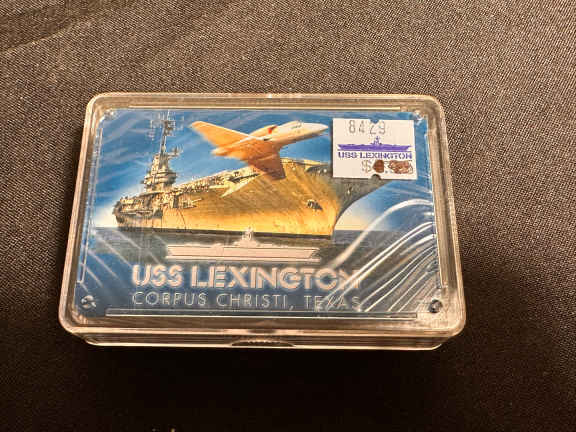 8429
USS LEXINGTON
$
USS LEXINGTON
CORPUS CHRISTI, TEXAS